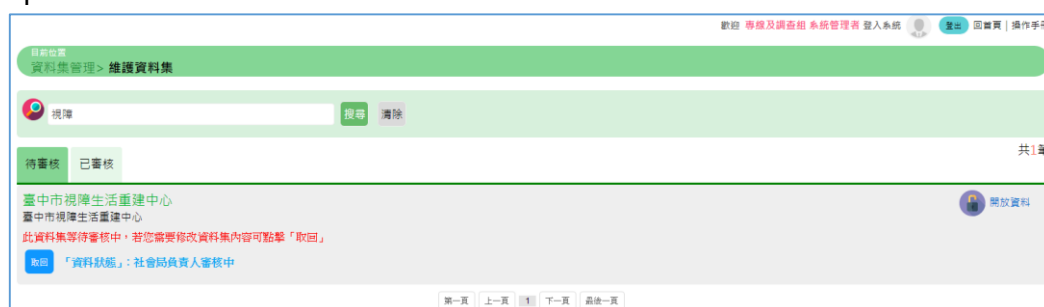 歡迎 專線及調查組 系統管理者 登入系統 登出 回首頁 | 操作手冊
目前位置
資料集管理> 維護資料集
視障 搜尋 清除
共1筆
待審核 已審核
臺中市視障生活重建中心
開放資料
臺中市視障生活重建中心
此資料集等待審核中,若您需要修改資料集內容可點擊「取回」
取回 「資料狀態」:社會局負責人審核中
第一頁 上一頁 1 下一頁 最後一頁